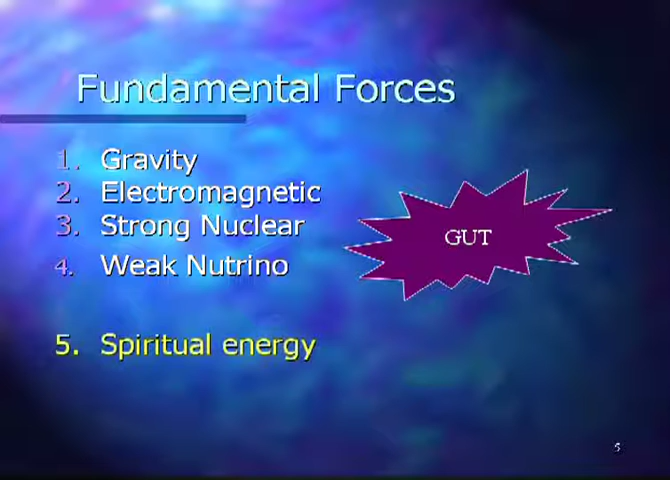 Fundamental Forces
1. Gravity
2. Electromagnetic
3. Strong Nuclear
4. Weak Nutrino
GUT
5. Spiritual energy
5